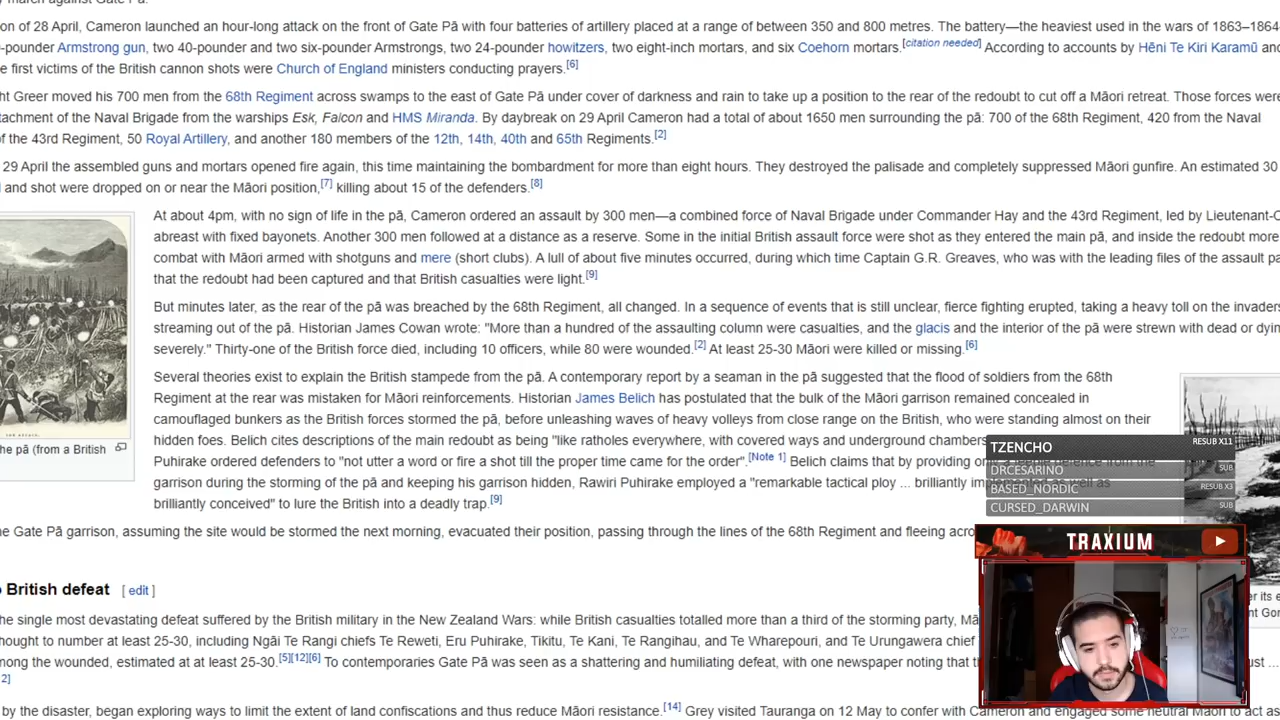 y march against Gate Pā.
on of 28 April, Cameron launched an hour-long attack on the front of Gate Pā with four batteries of artillery placed at a range of between 350 and 800 metres. The battery—the heaviest used in the wars of 1863–1864
-pounder Armstrong gun, two 40-pounder and two six-pounder Armstrongs, two 24-pounder howitzers, two eight-inch mortars, and six Coehorn mortars.[citation needed] According to accounts by Hēni Te Kiri Karamū and
e first victims of the British cannon shots were Church of England ministers conducting prayers.[6]
ht Greer moved his 700 men from the 68th Regiment across swamps to the east of Gate Pā under cover of darkness and rain to take up a position to the rear of the redoubt to cut off a Māori retreat. Those forces were
tachment of the Naval Brigade from the warships Esk, Falcon and HMS Miranda. By daybreak on 29 April Cameron had a total of about 1650 men surrounding the pā: 700 of the 68th Regiment, 420 from the Naval
of the 43rd Regiment, 50 Royal Artillery, and another 180 members of the 12th, 14th, 40th and 65th Regiments.[2]
29 April the assembled guns and mortars opened fire again, this time maintaining the bombardment for more than eight hours. They destroyed the palisade and completely suppressed Māori gunfire. An estimated 30
and shot were dropped on or near the Māori position,[7] killing about 15 of the defenders.[8]
At about 4pm, with no sign of life in the pā, Cameron ordered an assault by 300 men—a combined force of Naval Brigade under Commander Hay and the 43rd Regiment, led by Lieutenant-C
abreast with fixed bayonets. Another 300 men followed at a distance as a reserve. Some in the initial British assault force were shot as they entered the main pā, and inside the redoubt more
combat with Māori armed with shotguns and mere (short clubs). A lull of about five minutes occurred, during which time Captain G.R. Greaves, who was with the leading files of the assault pa
that the redoubt had been captured and that British casualties were light.[9]
But minutes later, as the rear of the pā was breached by the 68th Regiment, all changed. In a sequence of events that is still unclear, fierce fighting erupted, taking a heavy toll on the invaders
streaming out of the pā. Historian James Cowan wrote: "More than a hundred of the assaulting column were casualties, and the glacis and the interior of the pā were strewn with dead or dyin
severely." Thirty-one of the British force died, including 10 officers, while 80 were wounded.[2] At least 25-30 Māori were killed or missing.[6]
Several theories exist to explain the British stampede from the pā. A contemporary report by a seaman in the pā suggested that the flood of soldiers from the 68th
Regiment at the rear was mistaken for Māori reinforcements. Historian James Belich has postulated that the bulk of the Māori garrison remained concealed in
camouflaged bunkers as the British forces stormed the pā, before unleashing waves of heavy volleys from close range on the British, who were standing almost on their
hidden foes. Belich cites descriptions of the main redoubt as being "like ratholes everywhere, with covered ways and underground chambers
Puhirake ordered defenders to "not utter a word or fire a shot till the proper time came for the order".[Note 1] Belich claims that by providing only a feeble defence from the
garrison during the storming of the pā and keeping his garrison hidden, Rawiri Puhirake employed a "remarkable tactical ploy ... brilliantly implemented as well as
brilliantly conceived" to lure the British into a deadly trap.[9]
he pā (from a British
e Gate Pā garrison, assuming the site would be stormed the next morning, evacuated their position, passing through the lines of the 68th Regiment and fleeing acro
o British defeat [ edit ]
he single most devastating defeat suffered by the British military in the New Zealand Wars: while British casualties totalled more than a third of the storming party, Mā
hought to number at least 25-30, including Ngāi Te Rangi chiefs Te Reweti, Eru Puhirake, Tikitu, Te Kani, Te Rangihau, and Te Wharepouri, and Te Urungawera chief
mong the wounded, estimated at at least 25-30.[5][12][6] To contemporaries Gate Pā was seen as a shattering and humiliating defeat, with one newspaper noting that th
ust ...
2]
by the disaster, began exploring ways to limit the extent of land confiscations and thus reduce Māori resistance.[14] Grey visited Tauranga on 12 May to confer with Cameron and engaged some neutral Māori to act as
TZENCHO RESUB X11
DRCESARINO SUB
BASED_NORDIC RESUB X3
CURSED_DARWIN SUB
TRAXIUM
er its e
nt Gor